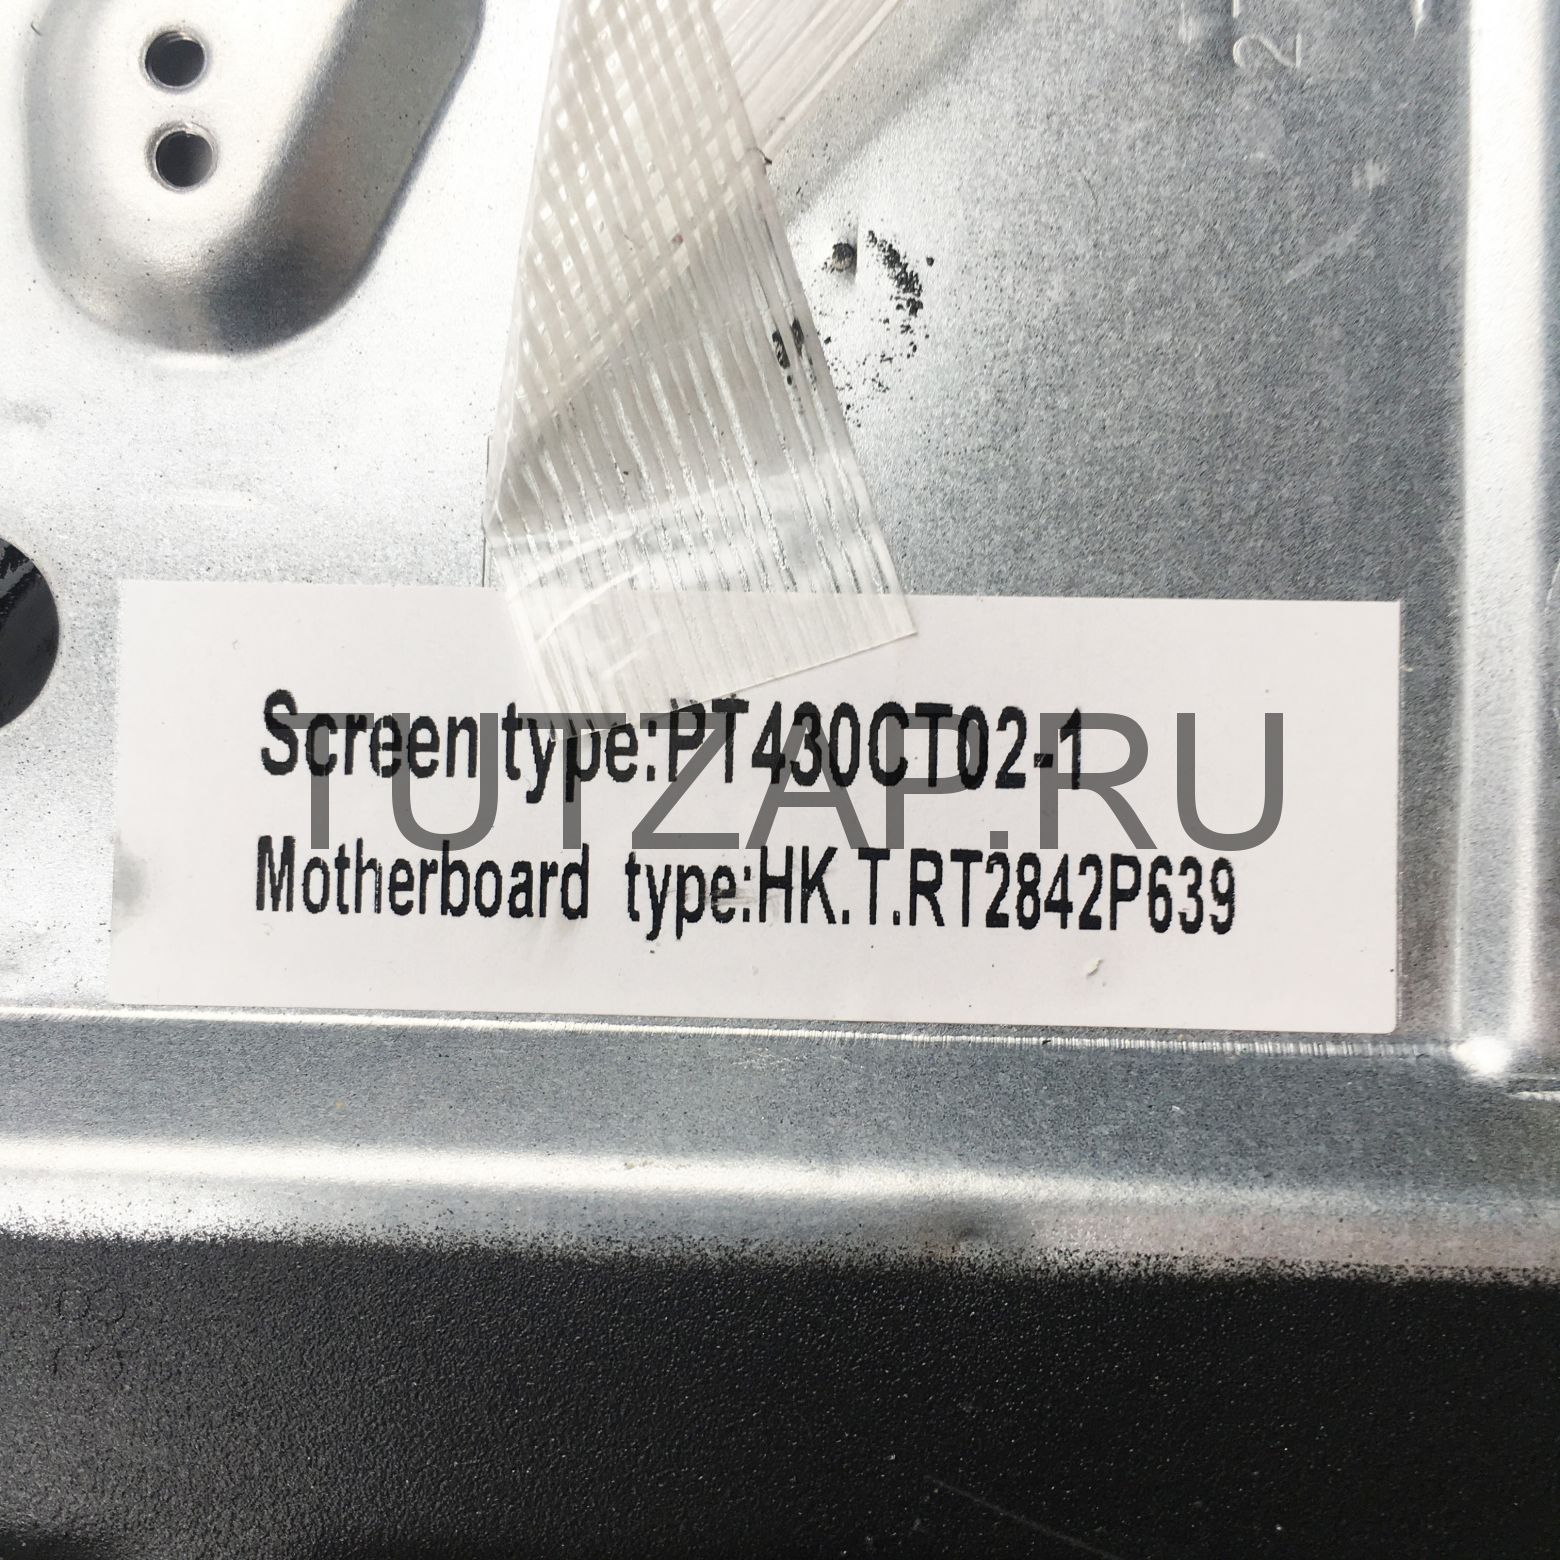 Screen type:PT430CT02-1
TUTZAP.RU
Motherboard type:HK.T.RT2842P639